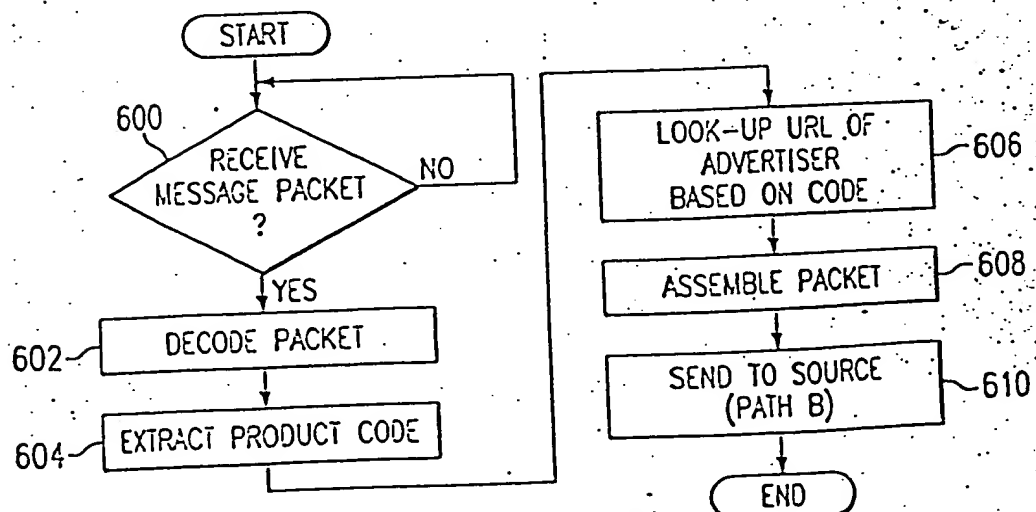 START
600
RECEIVE
MESSAGE PACKET
?
NO
YES
602
DECODE PACKET
604
EXTRACT PRODUCT CODE
LOOK-UP URL OF
ADVERTISER
BASED ON CODE
606
ASSEMBLE PACKET
608
SEND TO SOURCE
(PATH B)
610
END